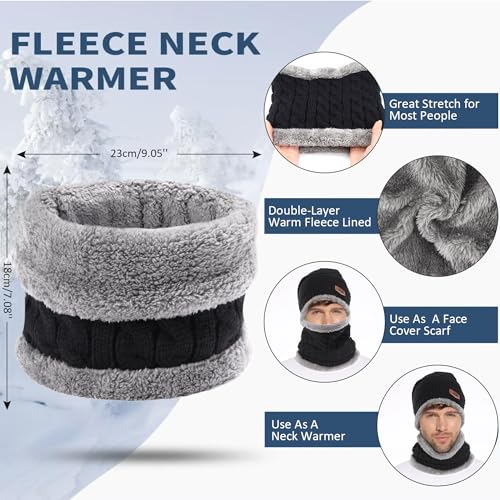 FLEECE NECK
WARMER
23cm/9.05''
18cm/7.08''
Great Stretch for
Most People
Double-Layer
Warm Fleece Lined
Use As A Face
Cover Scarf
Use As A
Neck Warmer